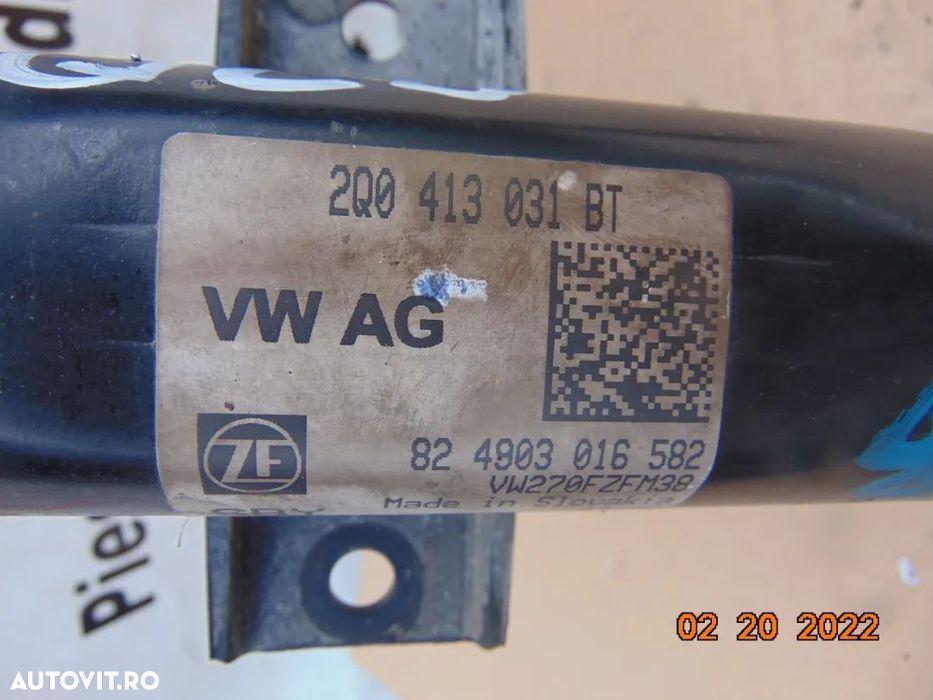 2Q0 413 031 BT
VW AG
ZF
82 4903 016 582
VW270FZFM38
Made in Slovakia
02 20 2022
AUTOVIT.RO